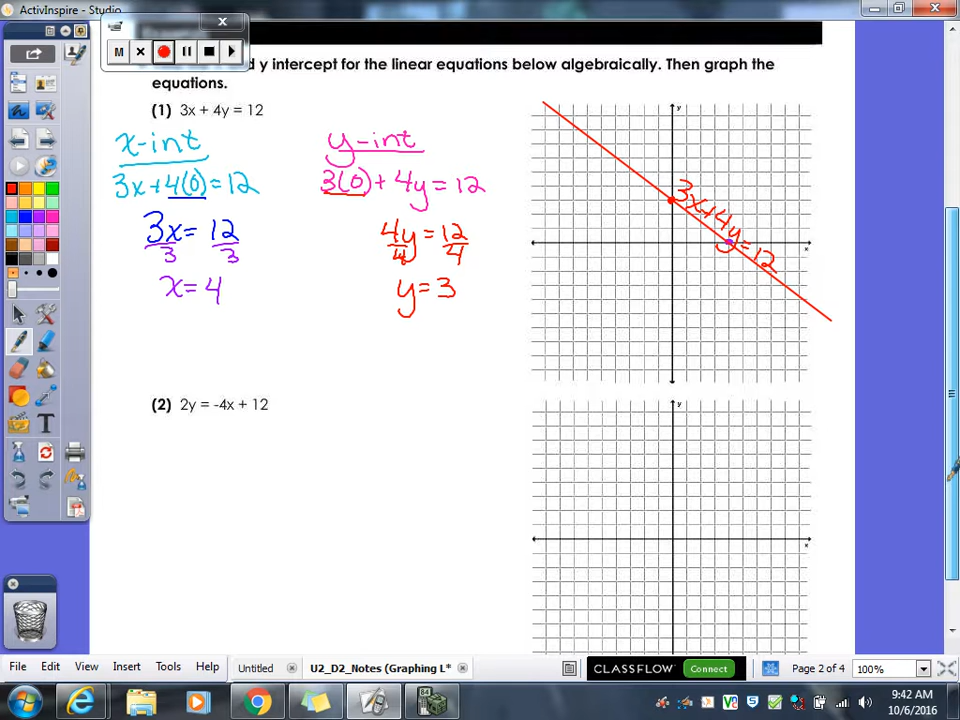 ActivInspire - Studio
M
and y intercept for the linear equations below algebraically. Then graph the
equations.
(1) 3x + 4y = 12
x-int
y-int
3x+4(0)=12
3(0)+4y=12
3x=12
3 3
x=4
4y=12
4 4
y=3
y
x
3x+4y=12
(2) 2y = -4x + 12
y
x
File Edit View Insert Tools Help
Untitled
U2_D2_Notes (Graphing L*
CLASSFLOW Connect
Page 2 of 4
100%
84
9:42 AM
10/6/2016